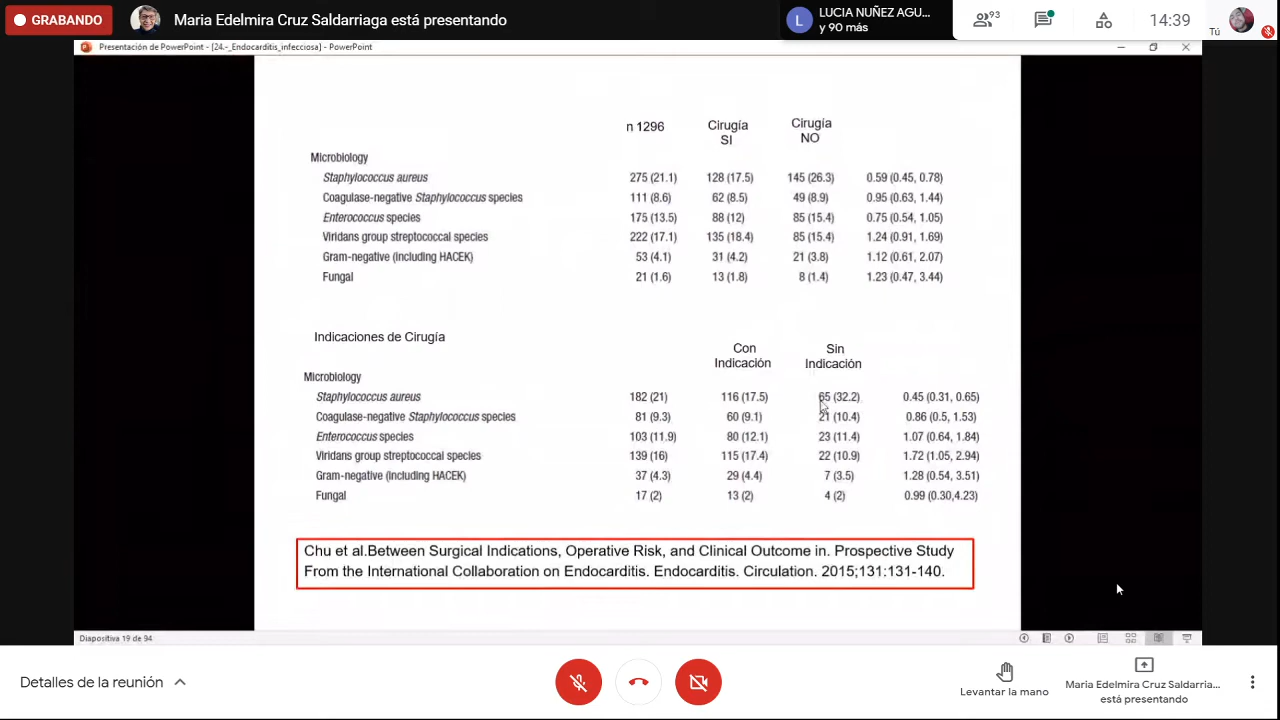 GRABANDO
Maria Edelmira Cruz Saldarriaga está presentando
L
LUCIA NUÑEZ AGU...
y 90 más
93
14:39
Tú
Presentación de PowerPoint - [24.-_Endocarditis_infecciosa] - PowerPoint
n 1296 Cirugía SI Cirugía NO
Microbiology
Staphylococcus aureus 275 (21.1) 128 (17.5) 145 (26.3) 0.59 (0.45, 0.78)
Coagulase-negative Staphylococcus species 111 (8.6) 62 (8.5) 49 (8.9) 0.95 (0.63, 1.44)
Enterococcus species 175 (13.5) 88 (12) 85 (15.4) 0.75 (0.54, 1.05)
Viridans group streptococcal species 222 (17.1) 135 (18.4) 85 (15.4) 1.24 (0.91, 1.69)
Gram-negative (including HACEK) 53 (4.1) 31 (4.2) 21 (3.8) 1.12 (0.61, 2.07)
Fungal 21 (1.6) 13 (1.8) 8 (1.4) 1.23 (0.47, 3.44)
Indicaciones de Cirugía
Con Indicación Sin Indicación
Microbiology
Staphylococcus aureus 182 (21) 116 (17.5) 65 (32.2) 0.45 (0.31, 0.65)
Coagulase-negative Staphylococcus species 81 (9.3) 60 (9.1) 21 (10.4) 0.86 (0.5, 1.53)
Enterococcus species 103 (11.9) 80 (12.1) 23 (11.4) 1.07 (0.64, 1.84)
Viridans group streptococcal species 139 (16) 115 (17.4) 22 (10.9) 1.72 (1.05, 2.94)
Gram-negative (including HACEK) 37 (4.3) 29 (4.4) 7 (3.5) 1.28 (0.54, 3.51)
Fungal 17 (2) 13 (2) 4 (2) 0.99 (0.30,4.23)
Chu et al.Between Surgical Indications, Operative Risk, and Clinical Outcome in. Prospective Study
From the International Collaboration on Endocarditis. Endocarditis. Circulation. 2015;131:131-140.
Diapositiva 19 de 94
Detalles de la reunión
Levantar la mano
Maria Edelmira Cruz Saldarria...
está presentando